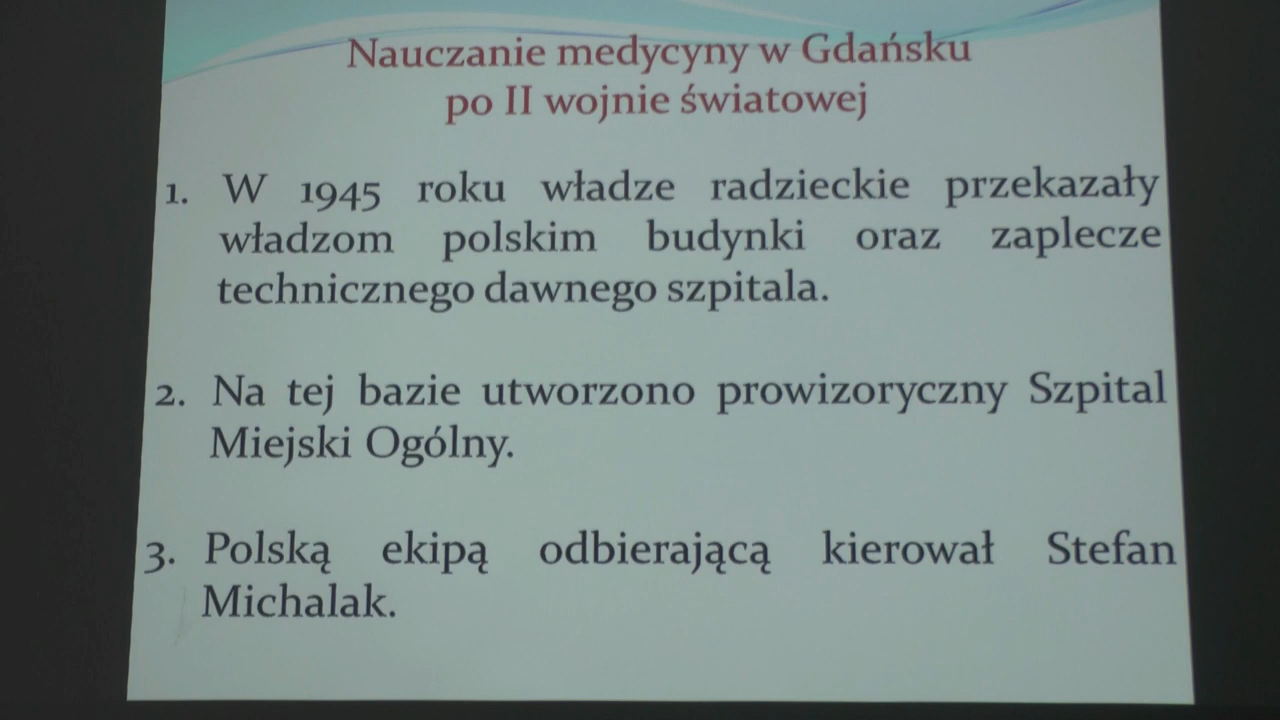 Nauczanie medycyny w Gdańsku
po II wojnie światowej
1. W 1945 roku władze radzieckie przekazały
władzom polskim budynki oraz zaplecze
technicznego dawnego szpitala.
2. Na tej bazie utworzono prowizoryczny Szpital
Miejski Ogólny.
3. Polską ekipą odbierającą kierował Stefan
Michalak.